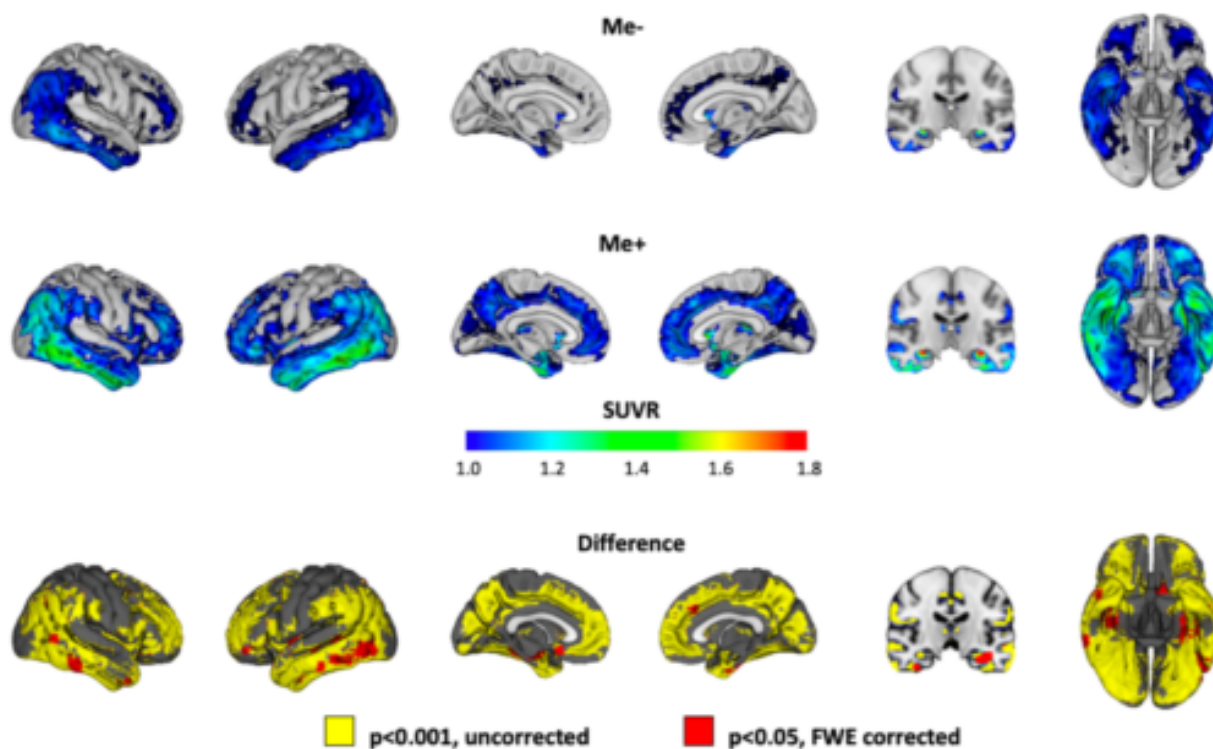 Me-
Me+
SUVR
1.0 1.2 1.4 1.6 1.8
Difference
p<0.001, uncorrected p<0.05, FWE corrected